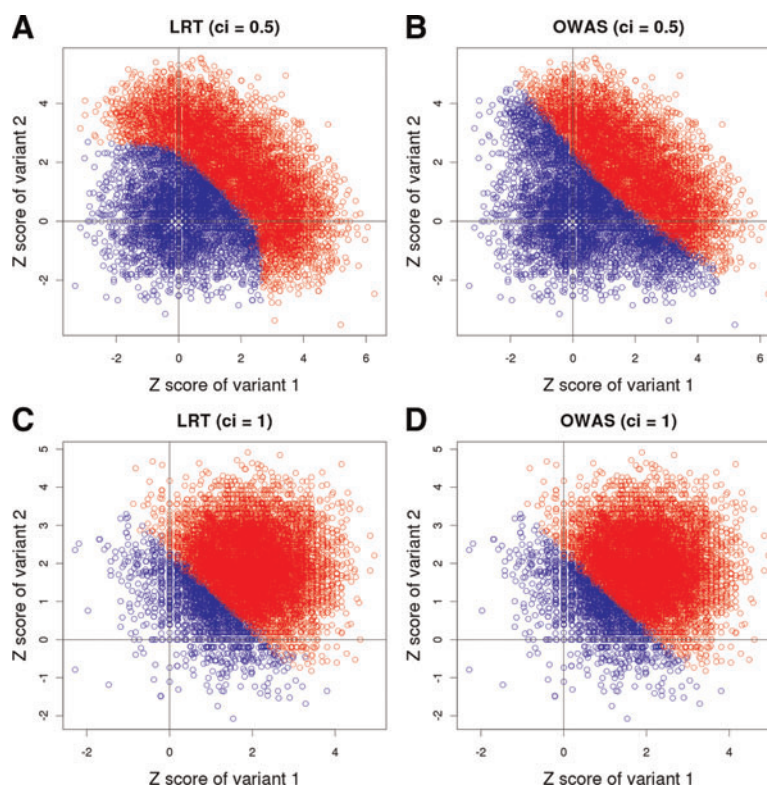 A
LRT (ci = 0.5)
Z score of variant 2
4
2
0
-2
-2 0 2 4 6
Z score of variant 1
B
OWAS (ci = 0.5)
Z score of variant 2
4
2
0
-2
-2 0 2 4 6
Z score of variant 1
C
LRT (ci = 1)
Z score of variant 2
5
4
3
2
1
0
-1
-2
-2 0 2 4
Z score of variant 1
D
OWAS (ci = 1)
Z score of variant 2
5
4
3
2
1
0
-1
-2
-2 0 2 4
Z score of variant 1